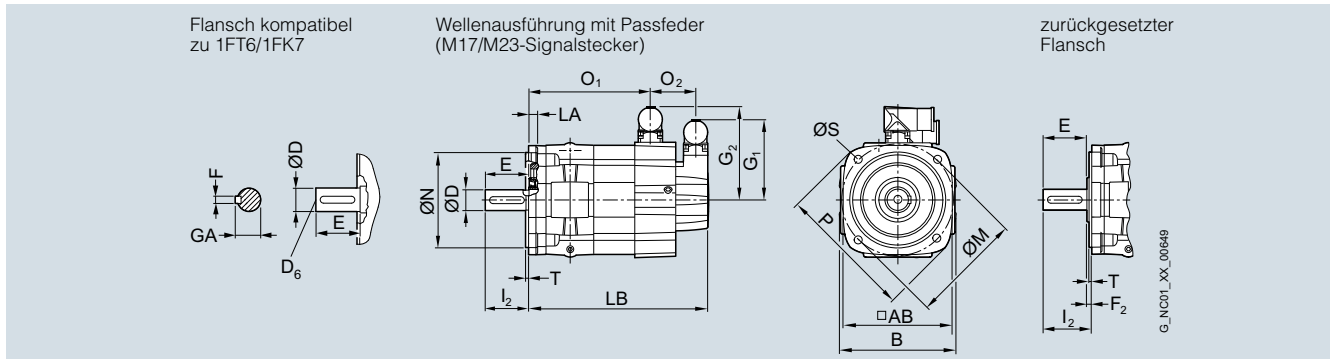 Flansch kompatibel
zu 1FT6/1FK7
Wellenausführung mit Passfeder
(M17/M23-Signalstecker)
zurückgesetzter
Flansch
F
GA
ØD
E
D₆
O₁
O₂
LA
E
ØN
ØD
G₂
G₁
T
I₂
LB
ØS
P
ØM
□AB
B
E
T
F₂
I₂
G_NC01_XX_00649